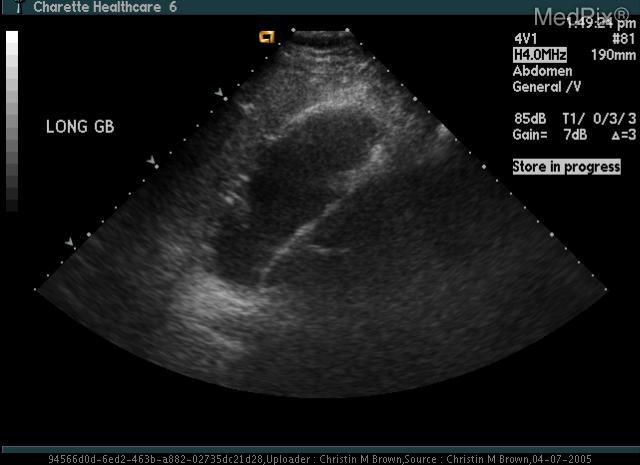 Charette Healthcare 6
MedRix®
1:49:24 pm
4V1 #81
H4.0MHz 190mm
Abdomen
General /V
85dB T1/ 0/3/3
Gain= 7dB Δ=3
Store in progress
LONG GB
94566d0d-6ed2-463b-a882-02735dc21d28,Uploader : Christin M Brown,Source : Christin M Brown,04-07-2005